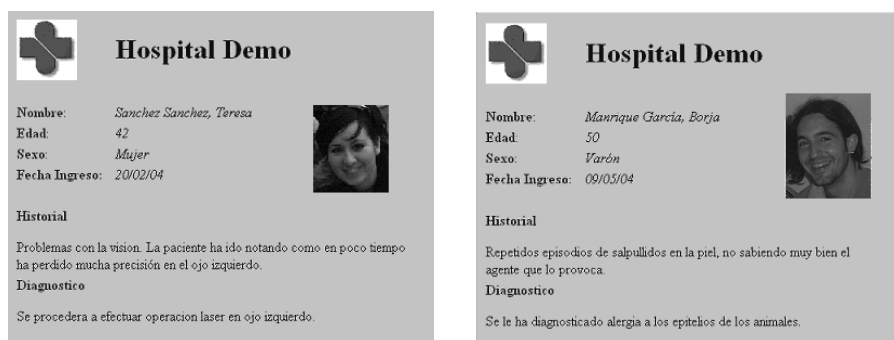 Hospital Demo
Nombre: Sanchez Sanchez, Teresa
Edad: 42
Sexo: Mujer
Fecha Ingreso: 20/02/04
Historial
Problemas con la vision. La paciente ha ido notando como en poco tiempo
ha perdido mucha precisión en el ojo izquierdo.
Diagnostico
Se procedera a efectuar operacion laser en ojo izquierdo.
Hospital Demo
Nombre: Manrique García, Borja
Edad: 50
Sexo: Varón
Fecha Ingreso: 09/05/04
Historial
Repetidos episodios de salpullidos en la piel, no sabiendo muy bien el
agente que lo provoca.
Diagnostico
Se le ha diagnosticado alergia a los epitelios de los animales.